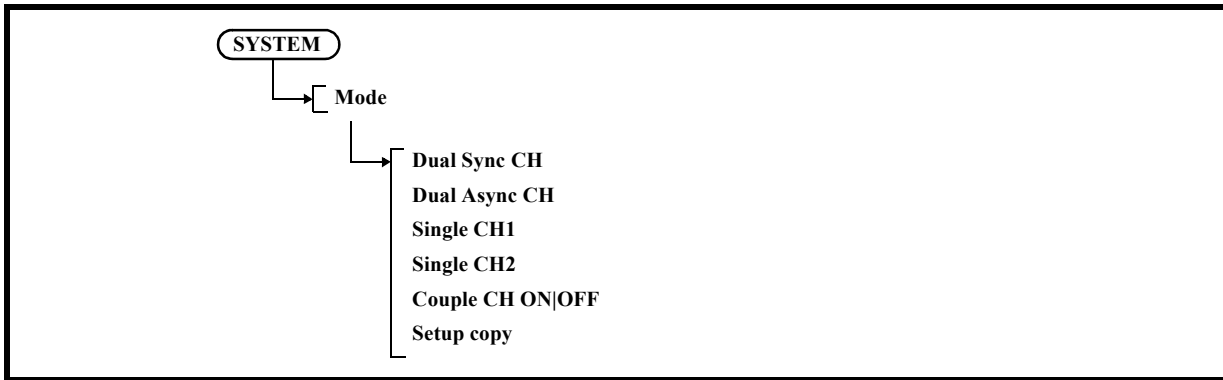 SYSTEM
Mode
Dual Sync CH
Dual Async CH
Single CH1
Single CH2
Couple CH ON|OFF
Setup copy